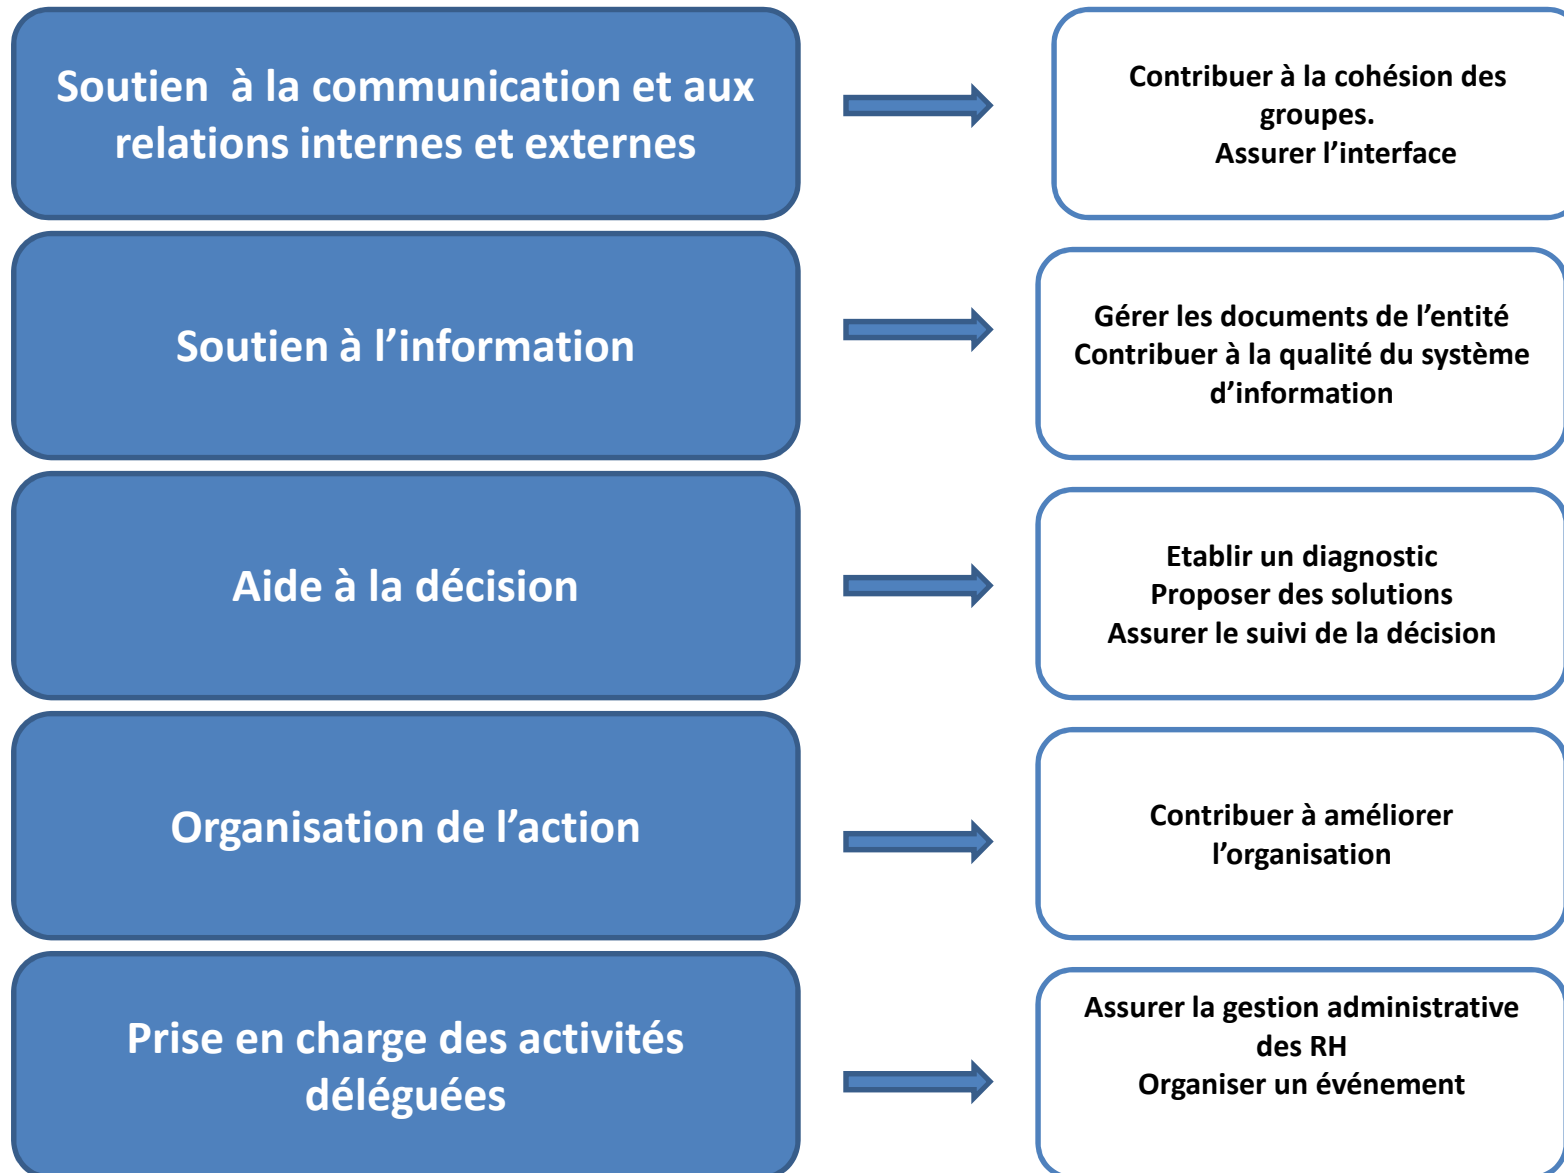 Soutien à la communication et aux
relations internes et externes
Contribuer à la cohésion des
groupes.
Assurer l’interface
Soutien à l’information
Gérer les documents de l’entité
Contribuer à la qualité du système
d’information
Aide à la décision
Etablir un diagnostic
Proposer des solutions
Assurer le suivi de la décision
Organisation de l’action
Contribuer à améliorer
l’organisation
Prise en charge des activités
déléguées
Assurer la gestion administrative
des RH
Organiser un événement